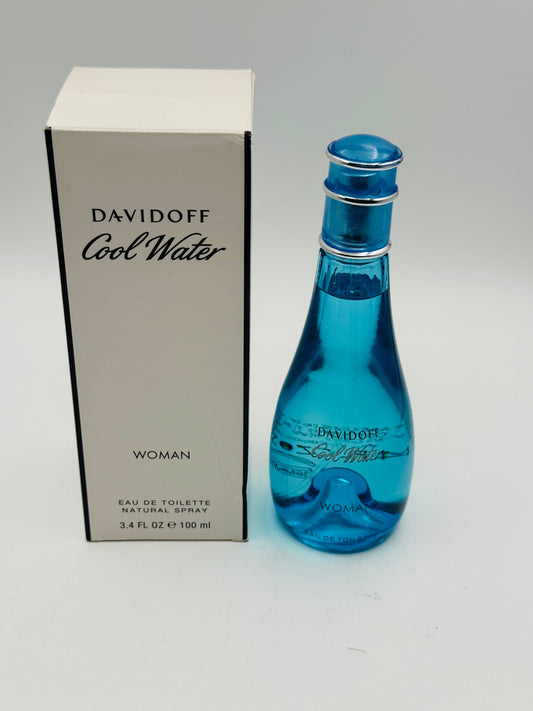 DAVIDOFF
Cool Water
WOMAN
EAU DE TOILETTE
NATURAL SPRAY
3.4 FL OZ ℮ 100 ml
DAVIDOFF
Cool Water
WOMAN
EAU DE TOILETTE